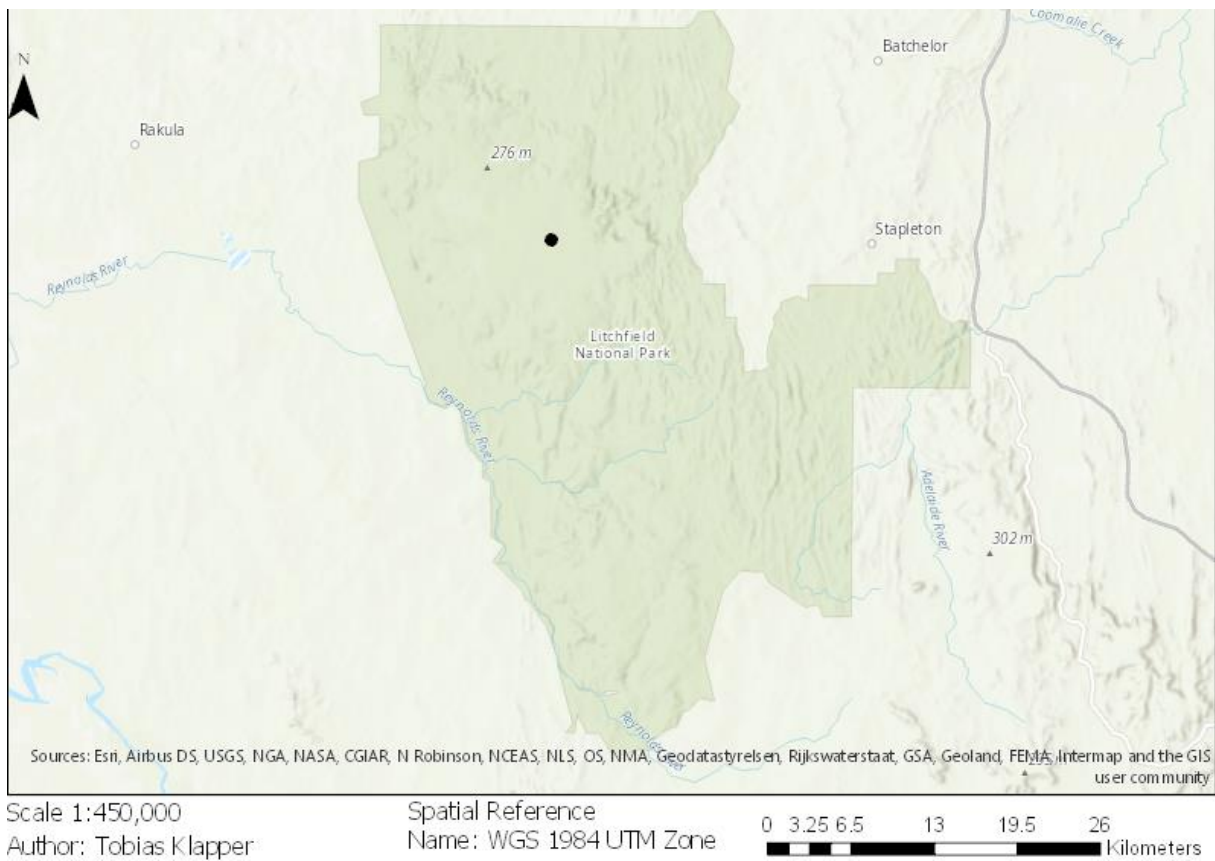 Coomalie Creek
Batchelor
N
Rakula
276 m
Stapleton
Reynolds River
Litchfield
National Park
Reynolds River
Adelaide River
302 m
Sources: Esri, Airbus DS, USGS, NGA, NASA, CGIAR, N Robinson, NCEAS, NLS, OS, NMA, Geodatastyrelsen, Rijkswaterstaat, GSA, Geoland, FEMA, Intermap and the GIS
user community
Scale 1:450,000
Author: Tobias Klapper
Spatial Reference
Name: WGS 1984 UTM Zone
0 3.25 6.5 13 19.5 26
Kilometers